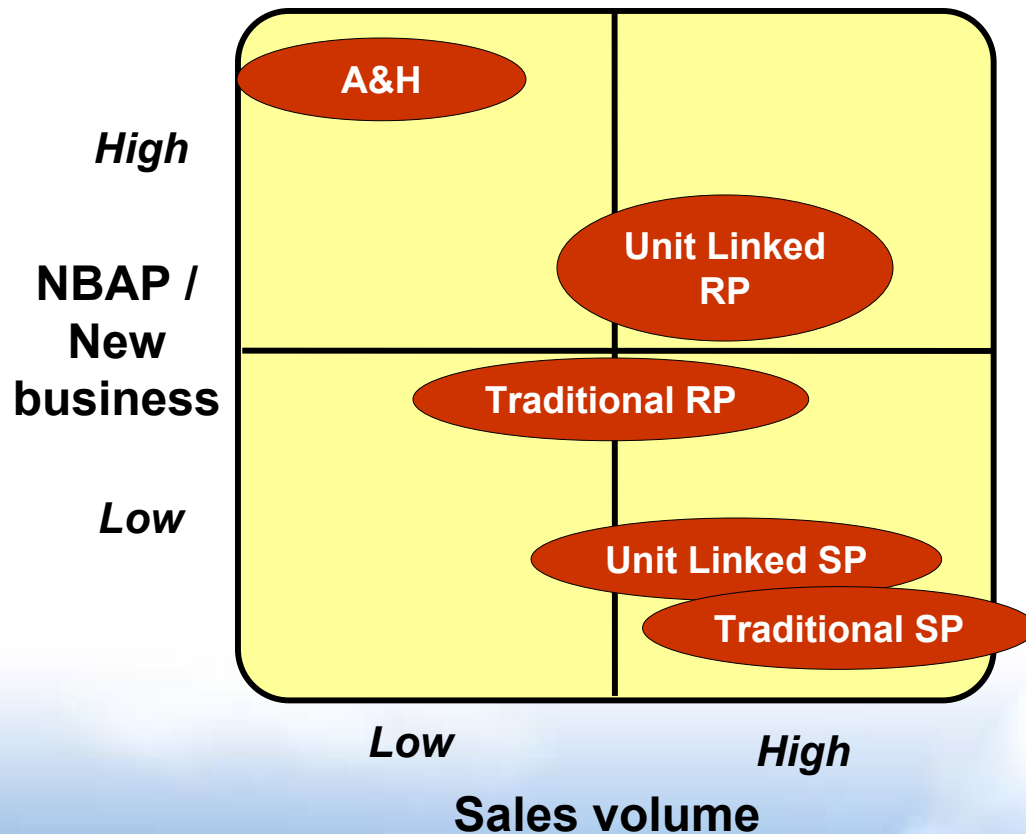 A&H
High
Unit Linked
RP
NBAP /
New
business
Traditional RP
Low
Unit Linked SP
Traditional SP
Low
High
Sales volume